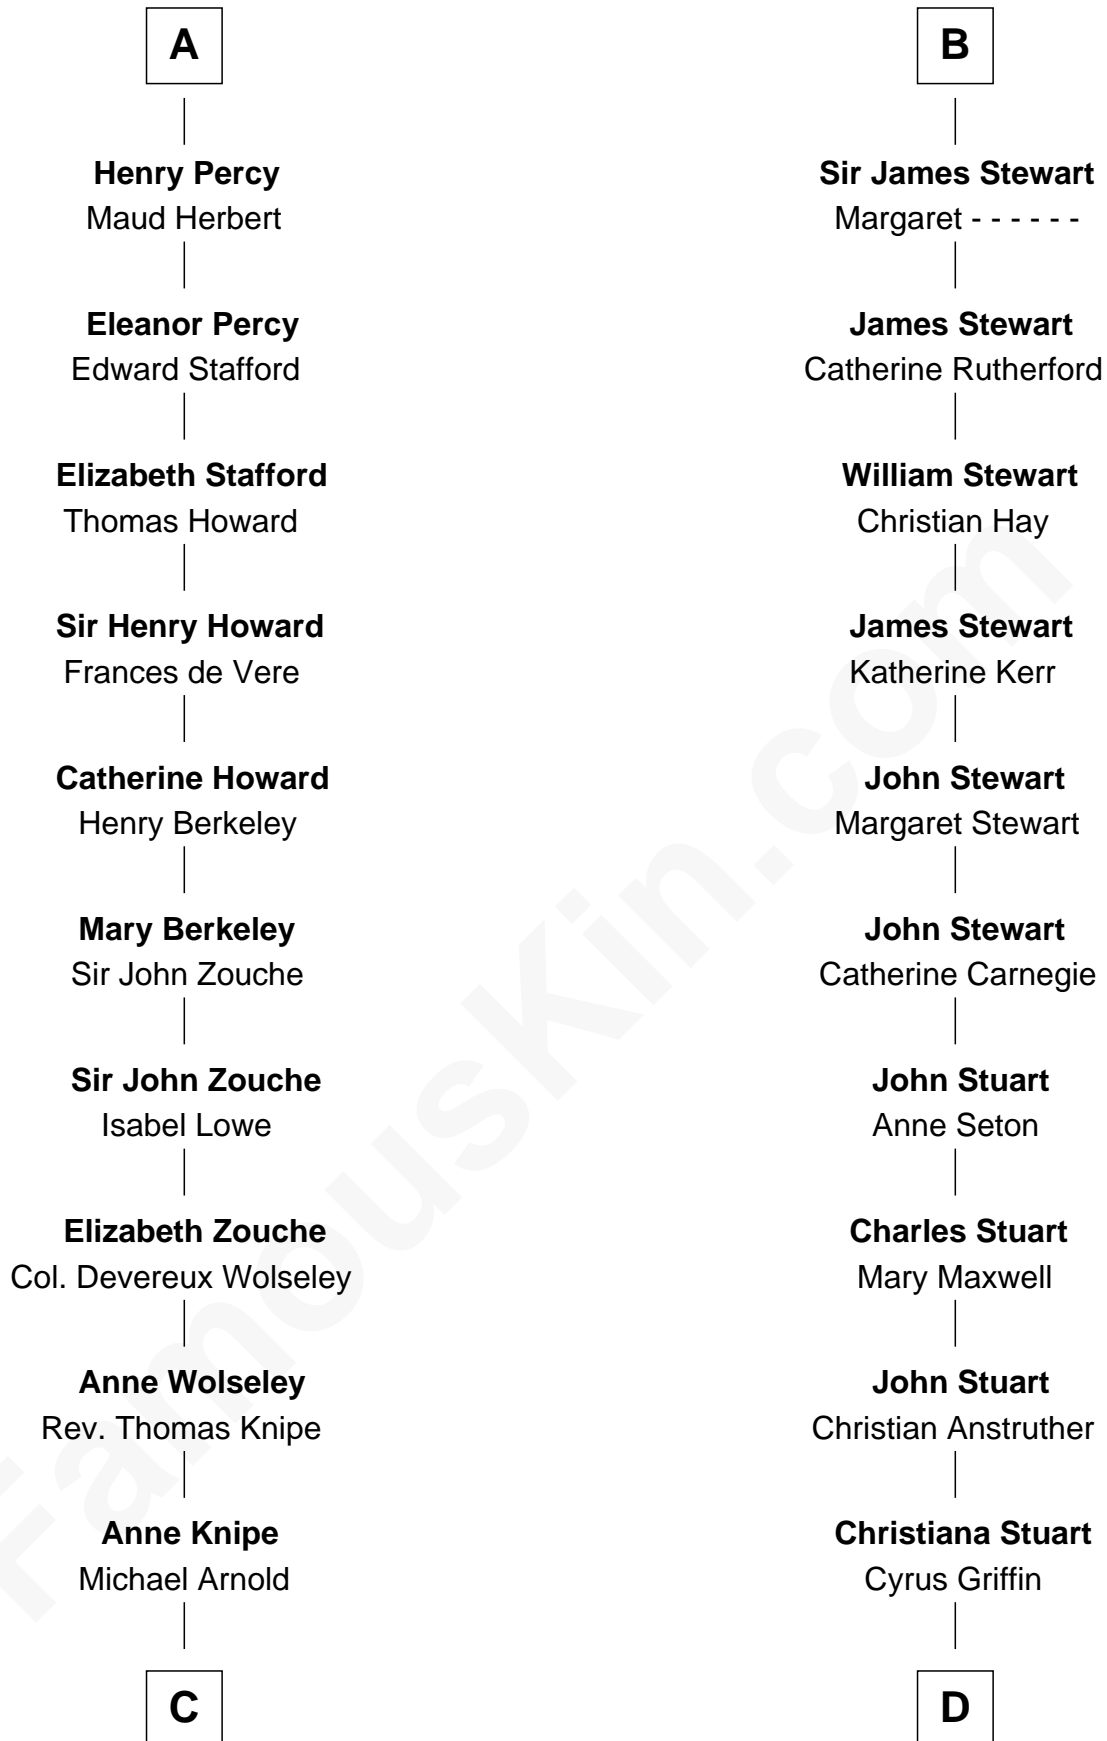 A
Henry Percy
Maud Herbert
Eleanor Percy
Edward Stafford
Elizabeth Stafford
Thomas Howard
Sir Henry Howard
Frances de Vere
Catherine Howard
Henry Berkeley
Mary Berkeley
Sir John Zouche
Sir John Zouche
Isabel Lowe
Elizabeth Zouche
Col. Devereux Wolseley
Anne Wolseley
Rev. Thomas Knipe
Anne Knipe
Michael Arnold
C
B
Sir James Stewart
Margaret - - - - - -
James Stewart
Catherine Rutherford
William Stewart
Christian Hay
James Stewart
Katherine Kerr
John Stewart
Margaret Stewart
John Stewart
Catherine Carnegie
John Stuart
Anne Seton
Charles Stuart
Mary Maxwell
John Stuart
Christian Anstruther
Christiana Stuart
Cyrus Griffin
D
FamousKin.com